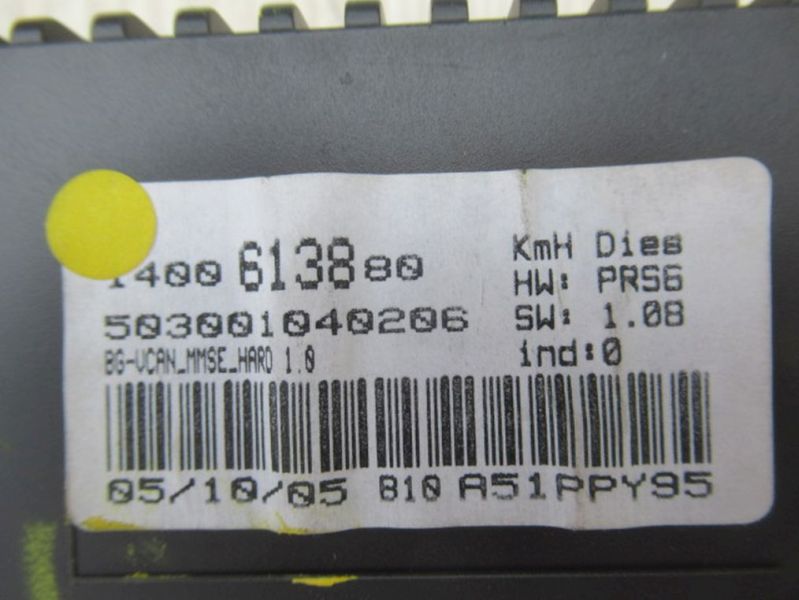 1400 6138 80
503001040206
BG-VCAN_MMSE_HARD 1.0
KmH Dies
HW: PRS6
SW: 1.08
ind:0
05/10/05 810 A51PPY95